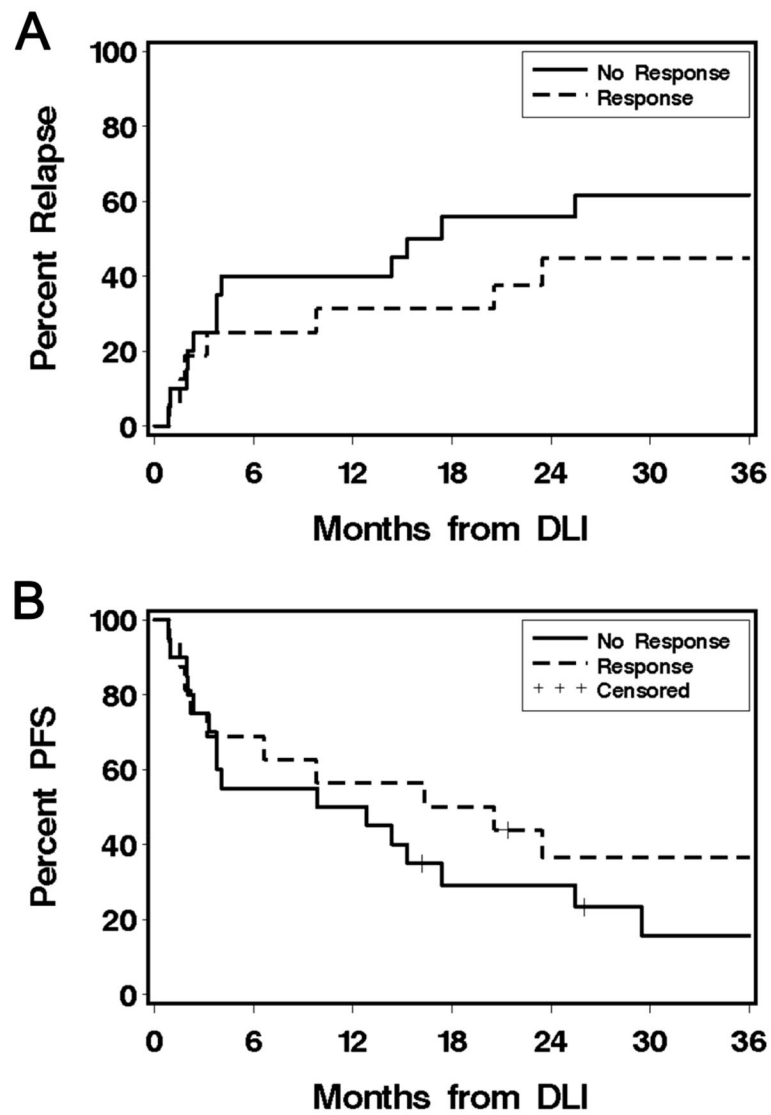 A
Percent Relapse
100
80
60
40
20
0
No Response
Response
0 6 12 18 24 30 36
Months from DLI
B
Percent PFS
100
80
60
40
20
0
No Response
Response
+ + + Censored
0 6 12 18 24 30 36
Months from DLI